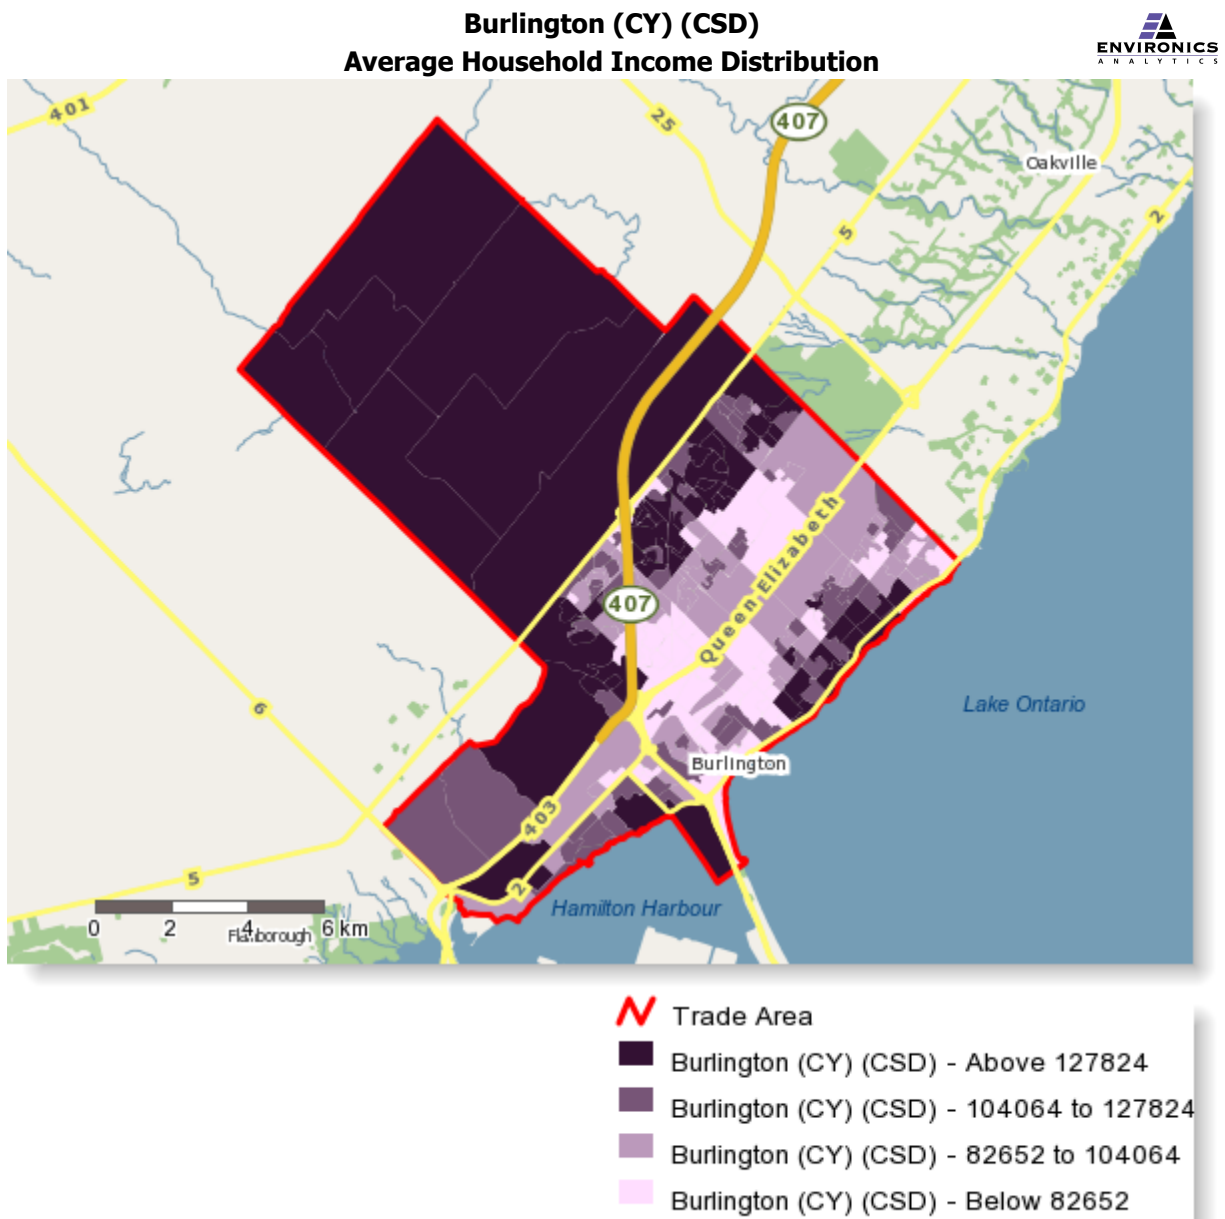 Burlington (CY) (CSD)
Average Household Income Distribution
ENVIRONICS
ANALYTICS
401
25
407
Oakville
5
2
Queen Elizabeth
407
6
Lake Ontario
Burlington
403
5
2
Hamilton Harbour
0 2 4 6 km
Flamborough
Trade Area
Burlington (CY) (CSD) - Above 127824
Burlington (CY) (CSD) - 104064 to 127824
Burlington (CY) (CSD) - 82652 to 104064
Burlington (CY) (CSD) - Below 82652